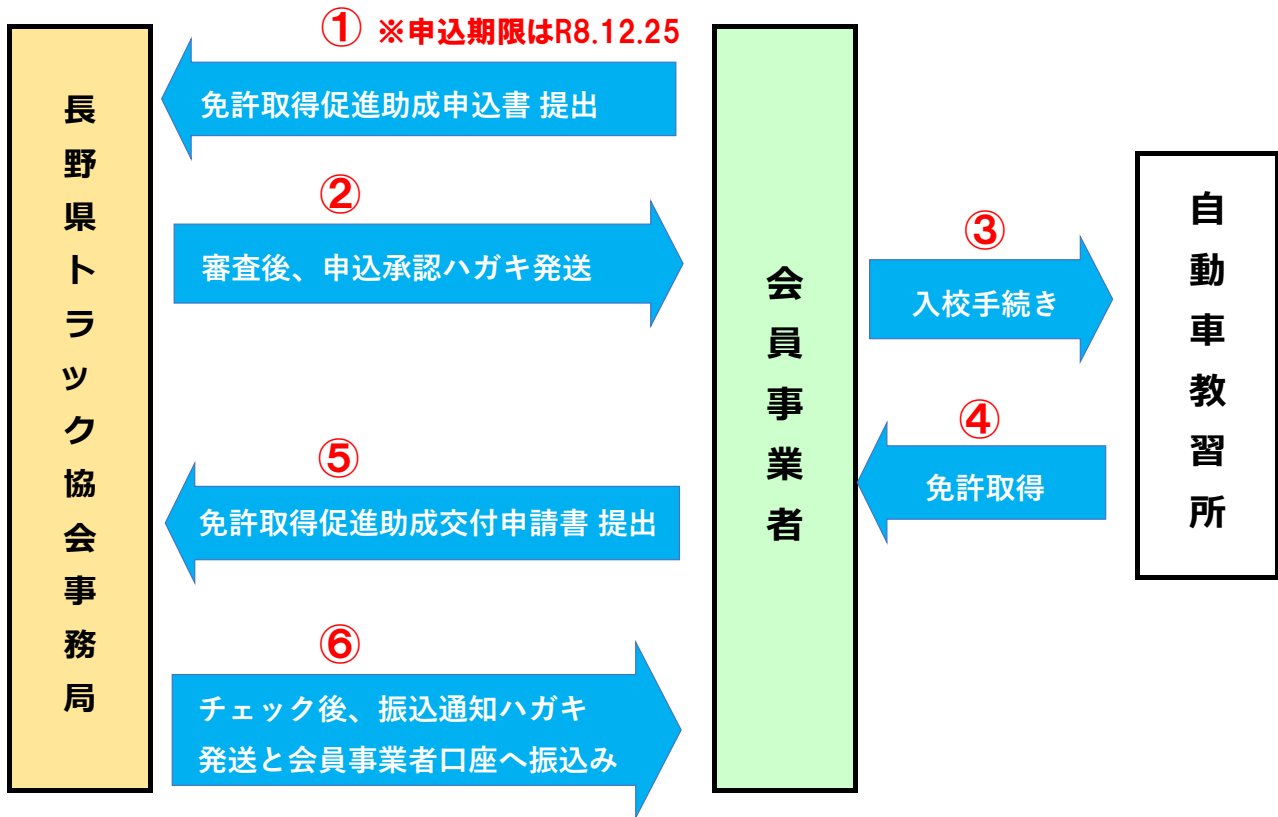 ① ※申込期限はR8.12.25
長野県トラック協会事務局
免許取得促進助成申込書 提出
②
審査後、申込承認ハガキ発送
会員事業者
③
入校手続き
自動車教習所
④
免許取得
⑤
免許取得促進助成交付申請書 提出
⑥
チェック後、振込通知ハガキ
発送と会員事業者口座へ振込み